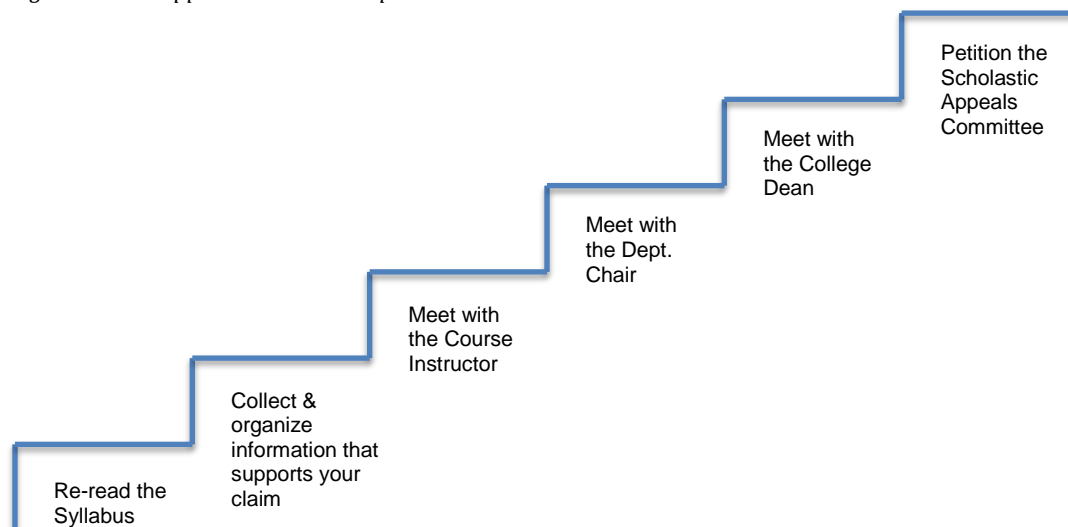 Re-read the
Syllabus
Collect &
organize
information that
supports your
claim
Meet with
the Course
Instructor
Meet with
the Dept.
Chair
Meet with
the College
Dean
Petition the
Scholastic
Appeals
Committee